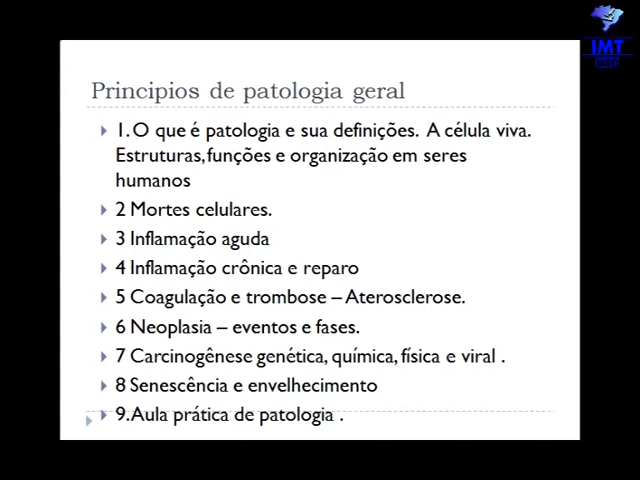 IMT
USP
Principios de patologia geral
1. O que é patologia e sua definições. A célula viva.
Estruturas,funções e organização em seres
humanos
2 Mortes celulares.
3 Inflamação aguda
4 Inflamação crônica e reparo
5 Coagulação e trombose – Aterosclerose.
6 Neoplasia – eventos e fases.
7 Carcinogênese genética, química, física e viral .
8 Senescência e envelhecimento
9.Aula prática de patologia .